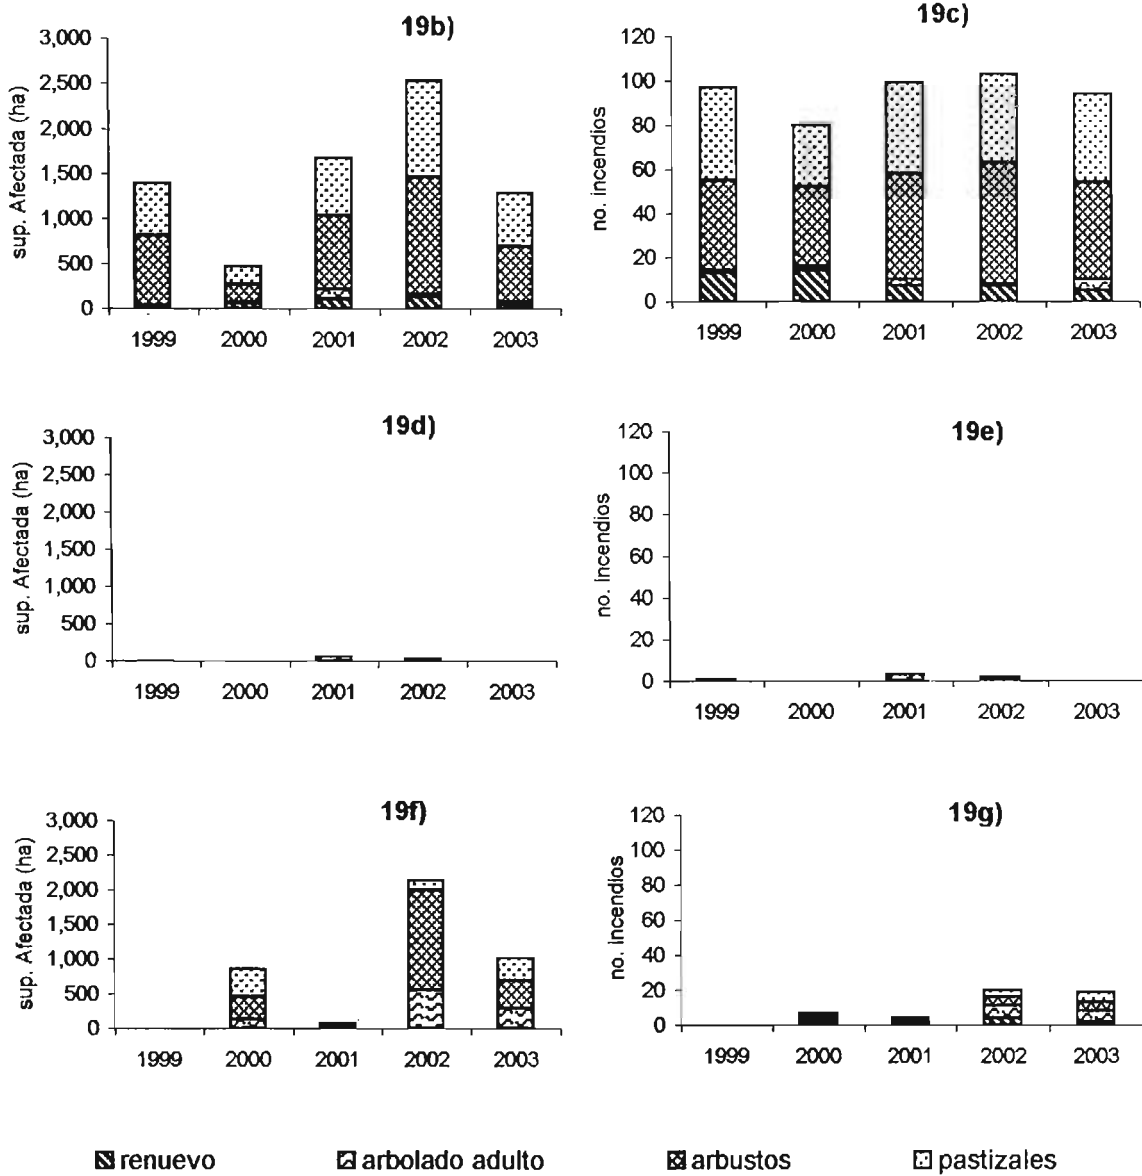 19b)
sup. Afectada (ha)
3,000
2,500
2,000
1,500
1,000
500
0
1999 2000 2001 2002 2003
19c)
no. incendios
120
100
80
60
40
20
0
1999 2000 2001 2002 2003
19d)
sup. Afectada (ha)
3,000
2,500
2,000
1,500
1,000
500
0
1999 2000 2001 2002 2003
19e)
no. incendios
120
100
80
60
40
20
0
1999 2000 2001 2002 2003
19f)
sup. Afectada (ha)
3,000
2,500
2,000
1,500
1,000
500
0
1999 2000 2001 2002 2003
19g)
no. incendios
120
100
80
60
40
20
0
1999 2000 2001 2002 2003
renuevo arbolado adulto arbustos pastizales